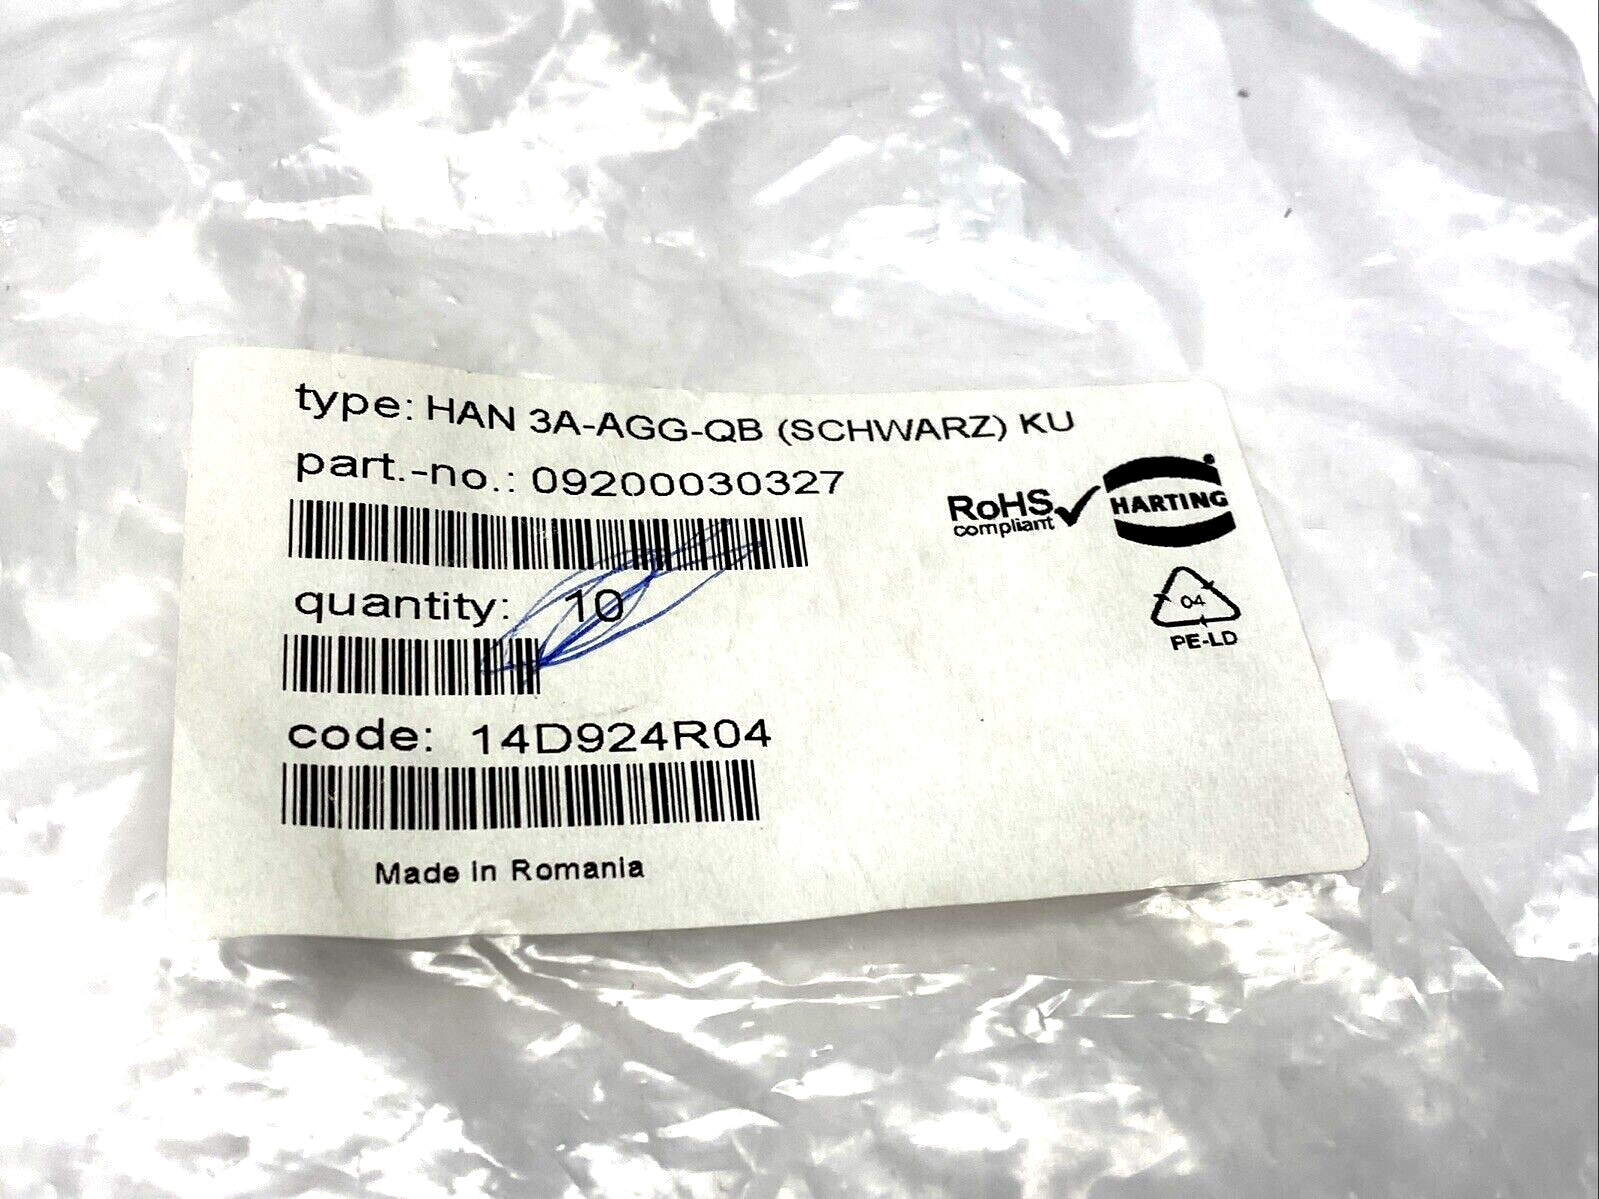 type: HAN 3A-AGG-QB (SCHWARZ) KU
part.-no.: 09200030327
RoHS
compliant
HARTING
quantity: 10
04
PE-LD
code: 14D924R04
Made in Romania